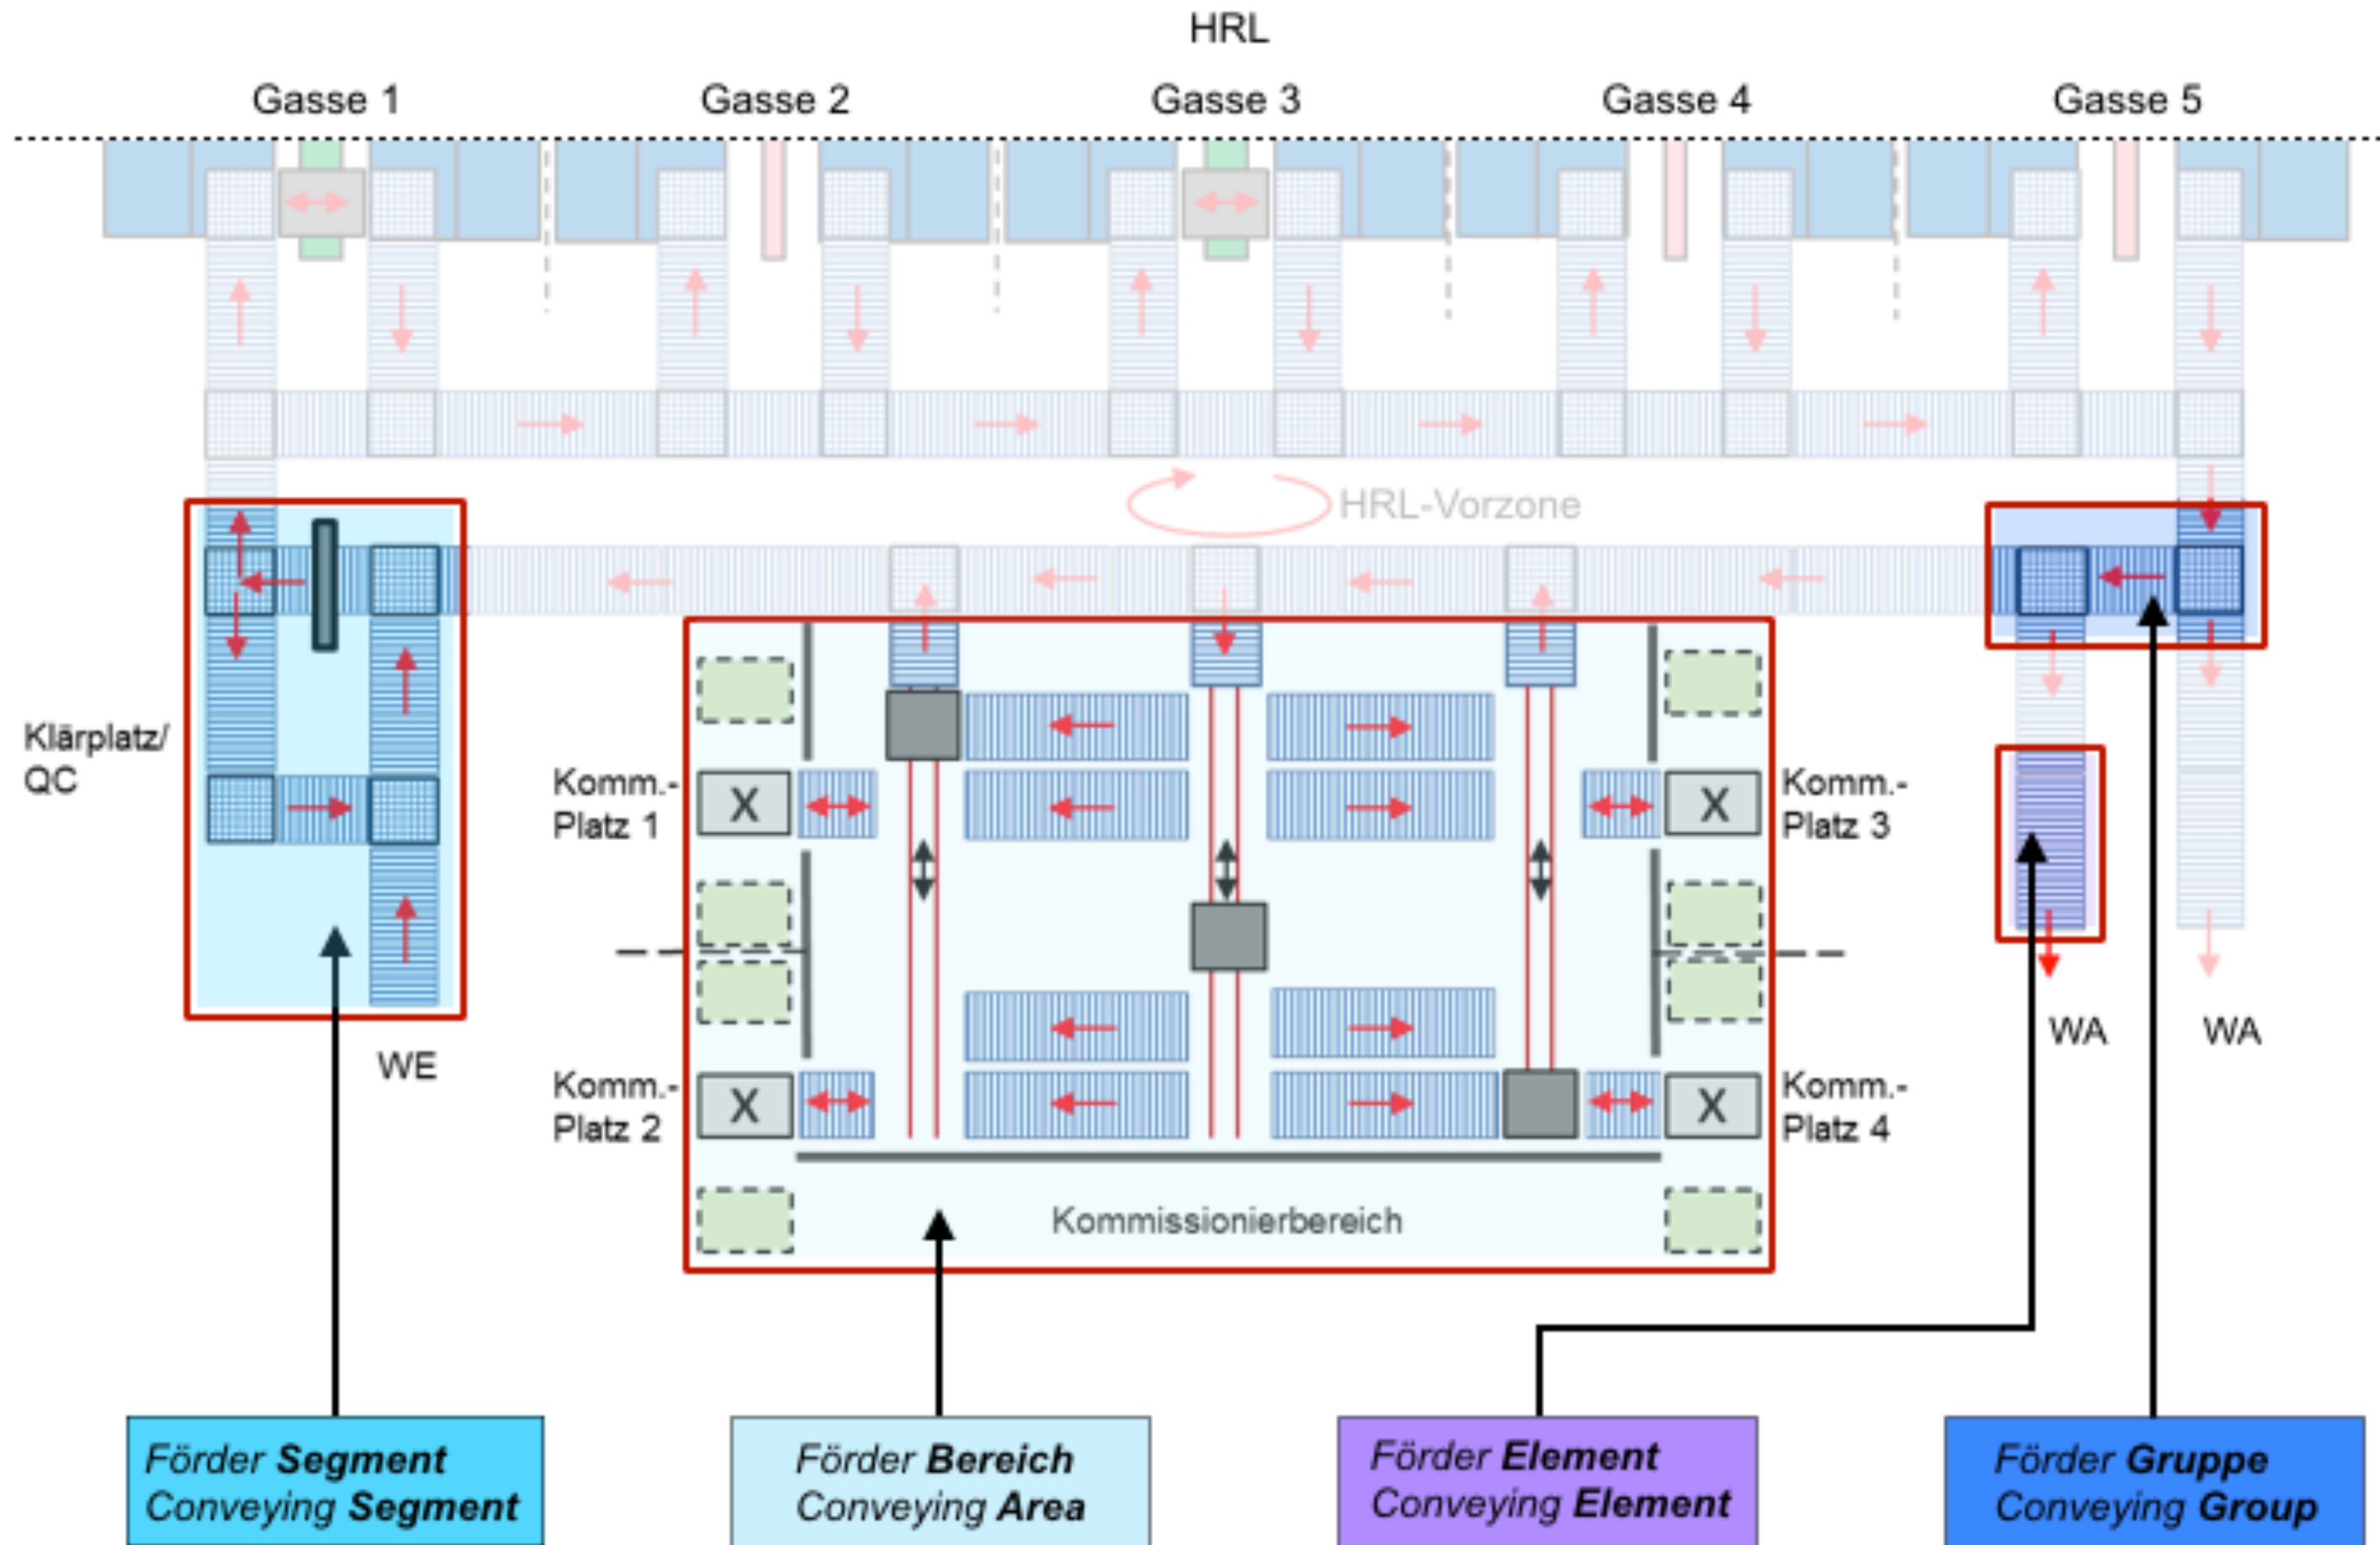 HRL
Gasse 1
Gasse 2
Gasse 3
Gasse 4
Gasse 5
HRL-Vorzone
Klärplatz/
QC
Komm.-
Platz 1
X
X
Komm.-
Platz 3
WE
WA
WA
Komm.-
Platz 2
X
X
Komm.-
Platz 4
Kommissionierbereich
Förder Segment
Conveying Segment
Förder Bereich
Conveying Area
Förder Element
Conveying Element
Förder Gruppe
Conveying Group